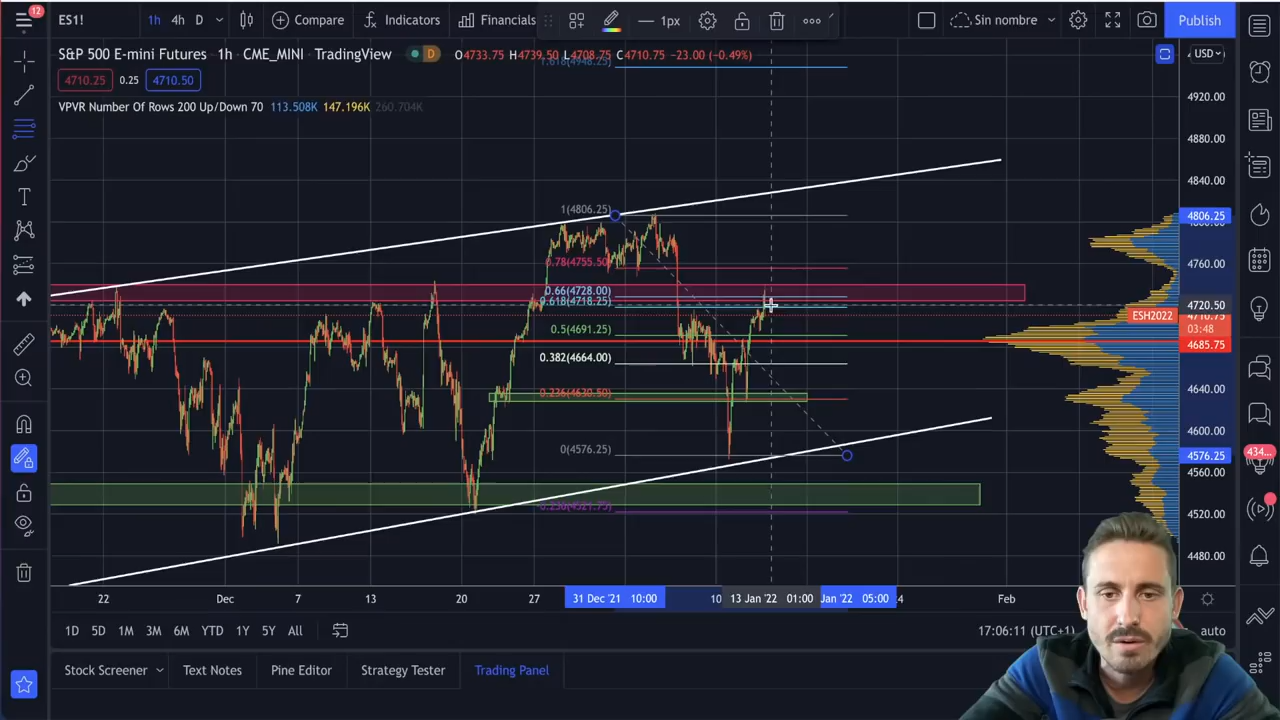 12
ES1!
1h 4h D
Compare
Indicators
Financials
1px
Sin nombre
Publish
S&P 500 E-mini Futures · 1h · CME_MINI · TradingView
D
O4733.75 H4739.50 L4708.75 C4710.75 −23.00 (−0.49%)
USD
4710.25 0.25 4710.50
VPVR Number Of Rows 200 Up/Down 70 113.508K 147.196K 260.704K
1.618(4948.25)
4920.00
4880.00
4840.00
1(4806.25)
4806.25
4800.00
0.78(4755.50)
4760.00
0.66(4728.00)
0.618(4718.25)
4720.50
ESH2022 4710.75
03:48
0.5(4691.25)
4685.75
0.382(4664.00)
4640.00
0.236(4630.50)
4600.00
0(4576.25)
4576.25
4560.00
4520.00
4480.00
434...
22 Dec 7 13 20 27 31 Dec '21 10:00 10 13 Jan '22 01:00 Jan '22 05:00 4 Feb
1D 5D 1M 3M 6M YTD 1Y 5Y All
17:06:11 (UTC+1)
auto
Stock Screener Text Notes Pine Editor Strategy Tester Trading Panel